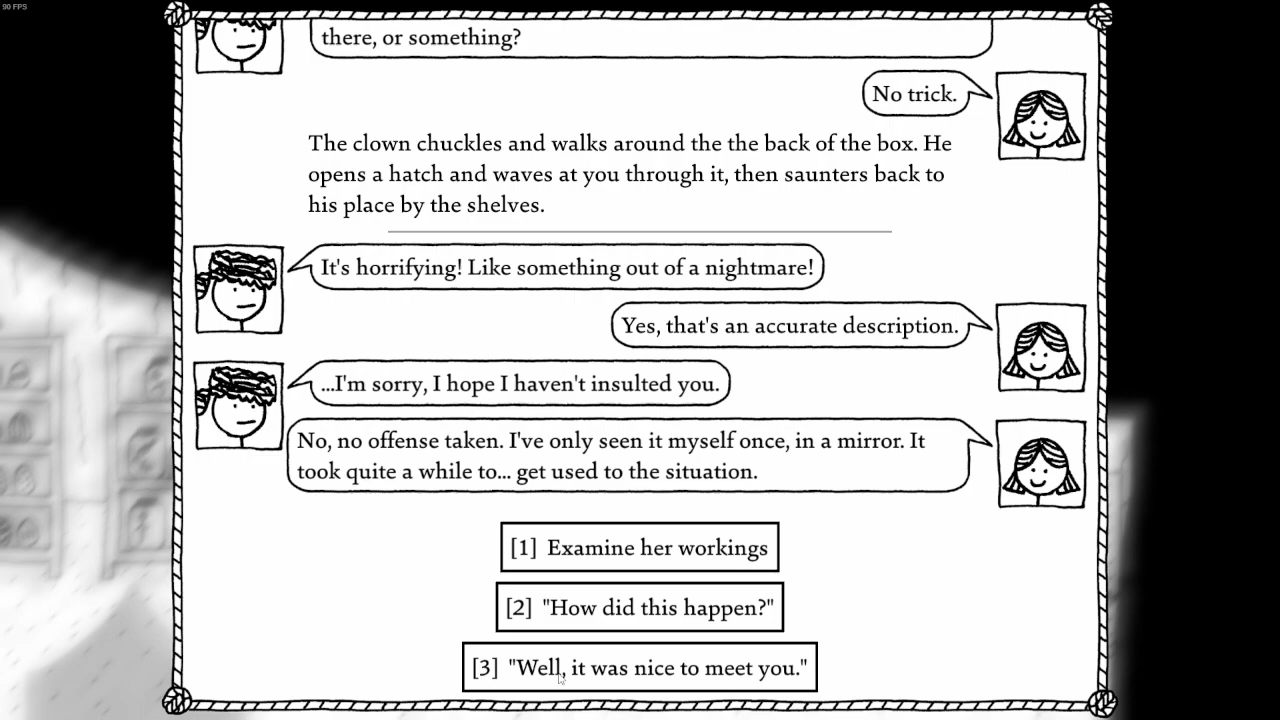 90 FPS
there, or something?
No trick.
The clown chuckles and walks around the the back of the box. He
opens a hatch and waves at you through it, then saunters back to
his place by the shelves.
It's horrifying! Like something out of a nightmare!
Yes, that's an accurate description.
...I'm sorry, I hope I haven't insulted you.
No, no offense taken. I've only seen it myself once, in a mirror. It
took quite a while to... get used to the situation.
[1] Examine her workings
[2] "How did this happen?"
[3] "Well, it was nice to meet you."